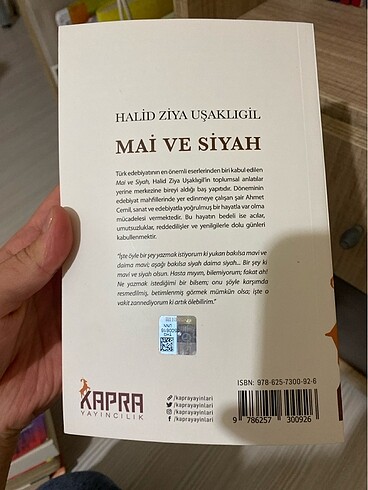 HALİD ZİYA UŞAKLIGİL
MAİ VE SİYAH
Türk edebiyatının en önemli eserlerinden biri kabul edilen
Mai ve Siyah, Halid Ziya Uşaklıgil'in toplumsal anlatılar
yerine merkezine bireyi aldığı baş yapıtıdır. Döneminin
edebiyat mahfillerinde yer edinmeye çalışan şair Ahmet
Cemil, sanat ve edebiyatla yoğrulmuş bir hayatla var olma
mücadelesi vermektedir. Bu hayatın bedeli ise acılar,
umutsuzluklar, reddedilişler ve yenilgilerle dolu günleri
kabullenmektir.
"İşte öyle bir şey yazmak istiyorum ki yukarı bakılsa mavi ve
daima mavi; aşağı bakılsa siyah daima siyah... Bir şey ki
mai ve siyah olsun. Hasta mıyım, bilemiyorum; fakat ah!
Ne yazmak istediğimi bir bilsem; onu şöyle karşımda
resmedilmiş, betimlenmiş görmek mümkün olsa; işte o
vakit zannediyorum ki artık ölebilirim."
KAPRA
YAYINCILIK
/kaprayayinlari
/kaprayayinlari
/kaprayayinlari
/kaprayayinlari
ISBN: 978-625-7300-92-6
9 786257 300926